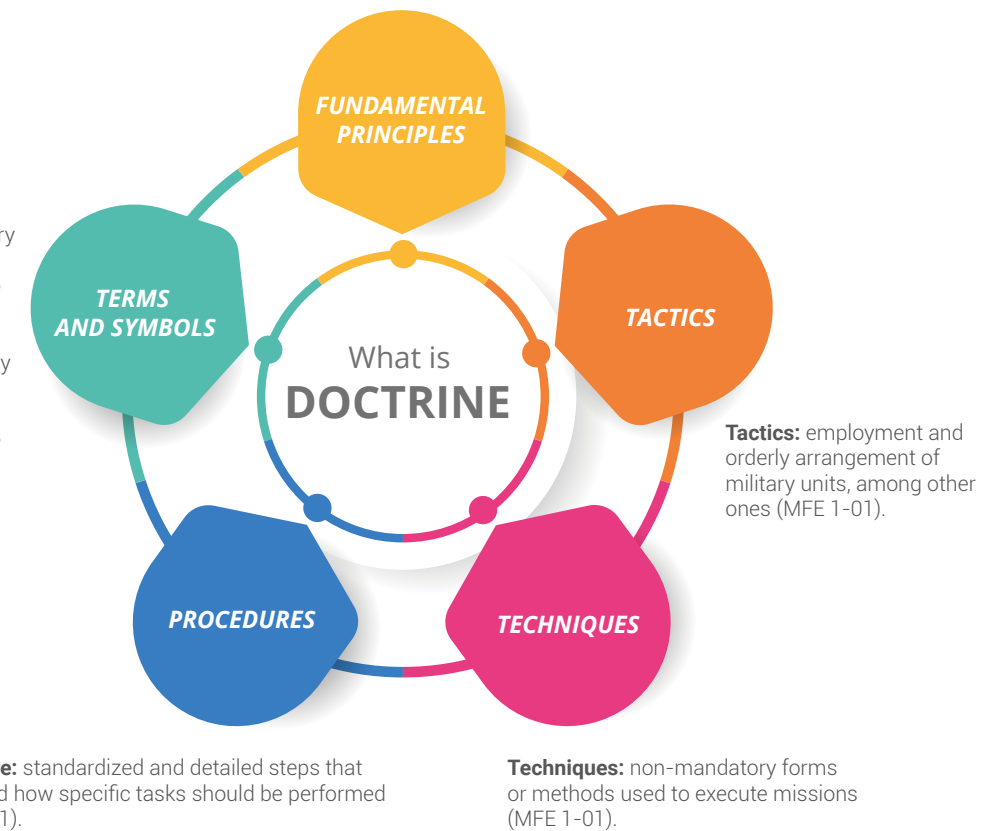 FUNDAMENTAL
PRINCIPLES
TERMS
AND SYMBOLS
TACTICS
What is
DOCTRINE
Tactics: employment and
orderly arrangement of
military units, among other
ones (MFE 1-01).
PROCEDURES
TECHNIQUES
standardized and detailed steps that
how specific tasks should be performed
Techniques: non-mandatory forms
or methods used to execute missions
(MFE 1-01).